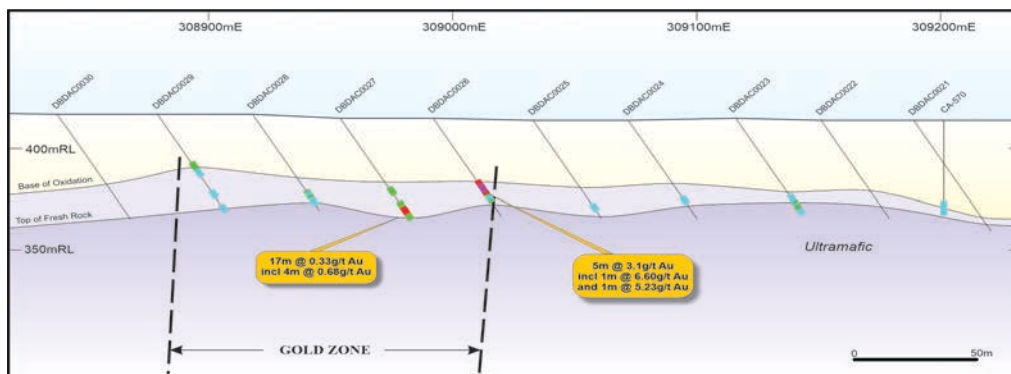 308900mE 309000mE 309100mE 309200mE
DBDAC0030 DBDAC0029 DBDAC0028 DBDAC0027 DBDAC0026 DBDAC0025 DBDAC0024 DBDAC0023 DBDAC0022 DBDAC0021 CA-570
400mRL
Base of Oxidation
Top of Fresh Rock
350mRL
Ultramafic
17m @ 0.33g/t Au
incl 4m @ 0.68g/t Au
5m @ 3.1g/t Au
incl 1m @ 6.60g/t Au
and 1m @ 5.23g/t Au
GOLD ZONE
0 50m